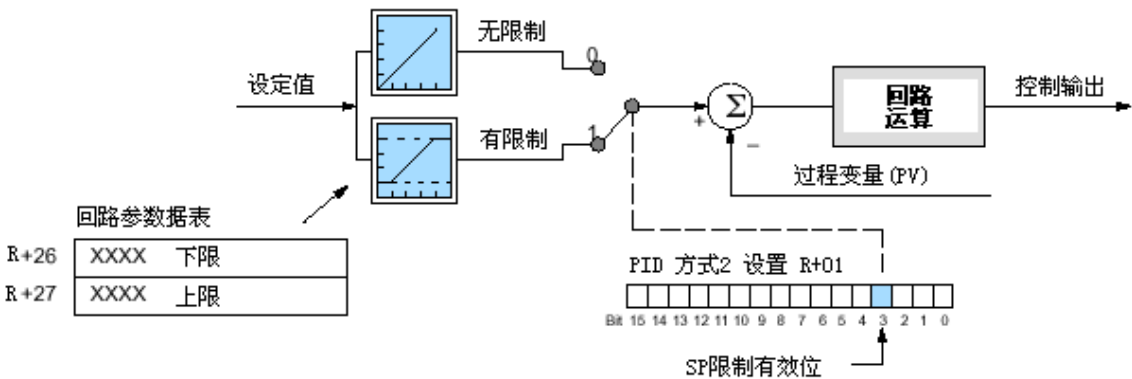 无限制
0
设定值
控制输出
回路
运算
Σ
+
−
1
有限制
过程变量(PV)
回路参数据表
R+26 XXXX 下限
R+27 XXXX 上限
PID 方式2 设置 R+01
Bit 15 14 13 12 11 10 9 8 7 6 5 4 3 2 1 0
SP限制有效位